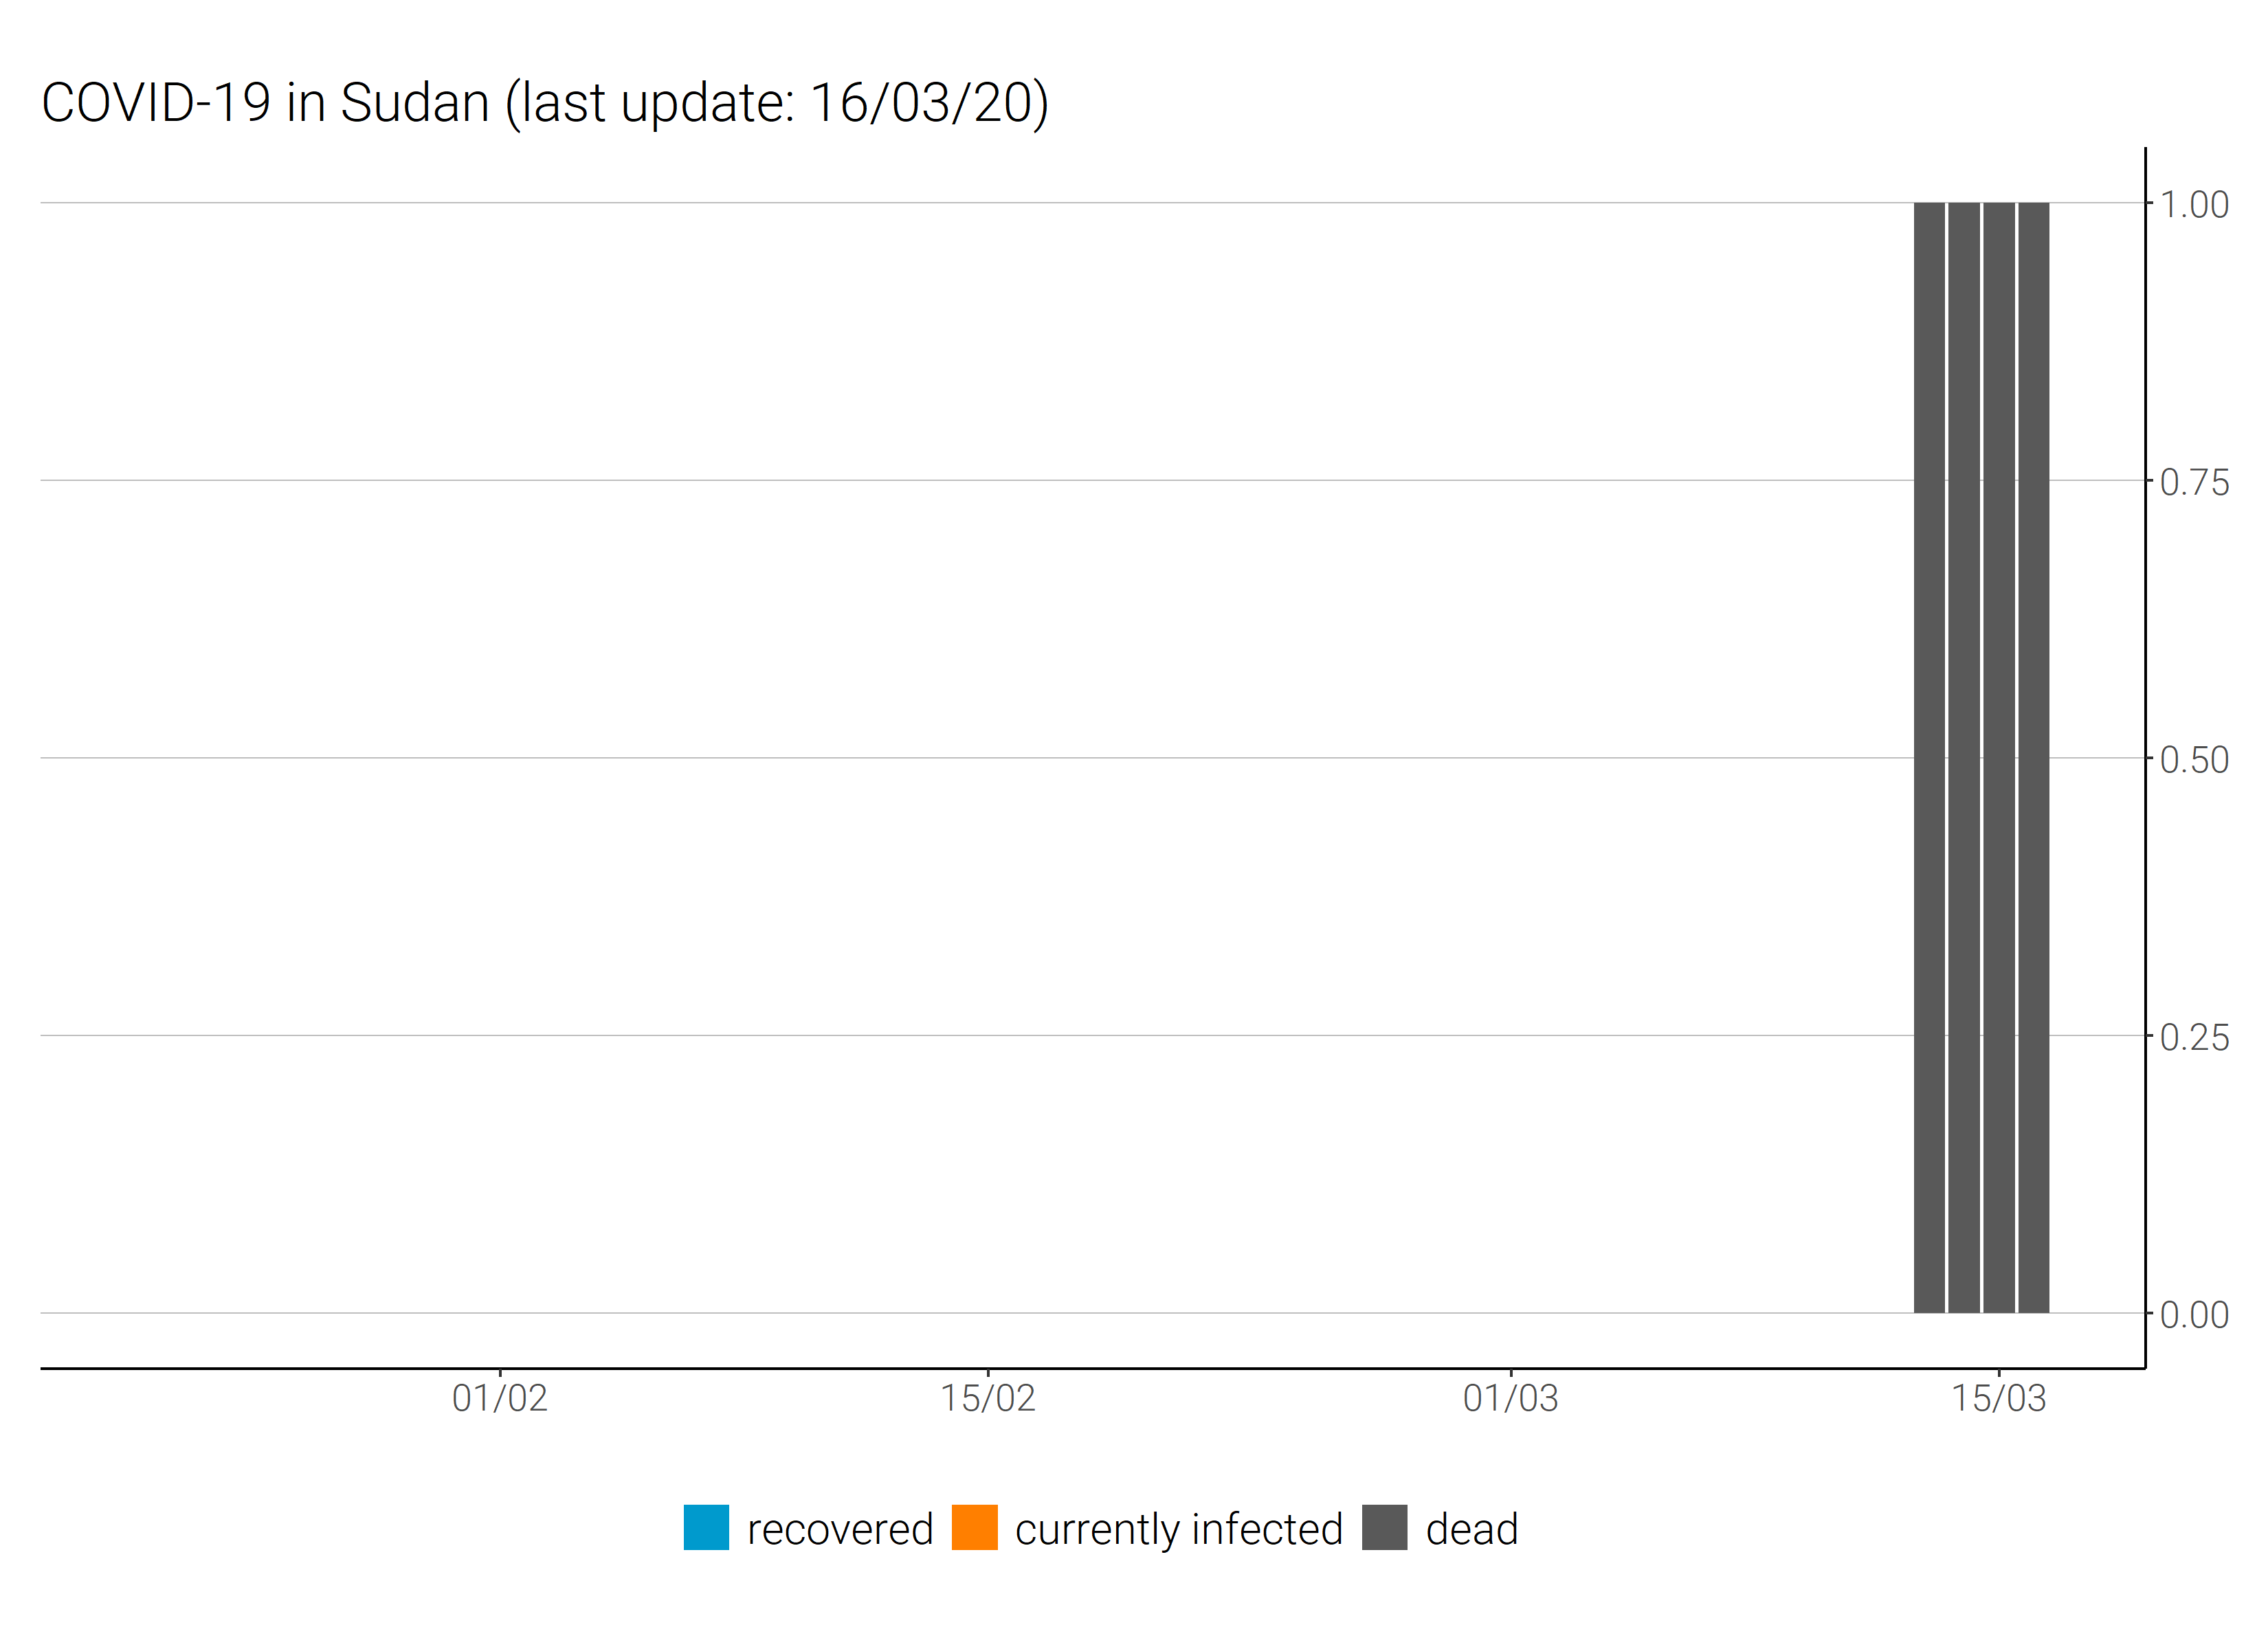 COVID-19 in Sudan (last update: 16/03/20)
1.00
0.75
0.50
0.25
0.00
01/02 15/02 01/03 15/03
recovered currently infected dead